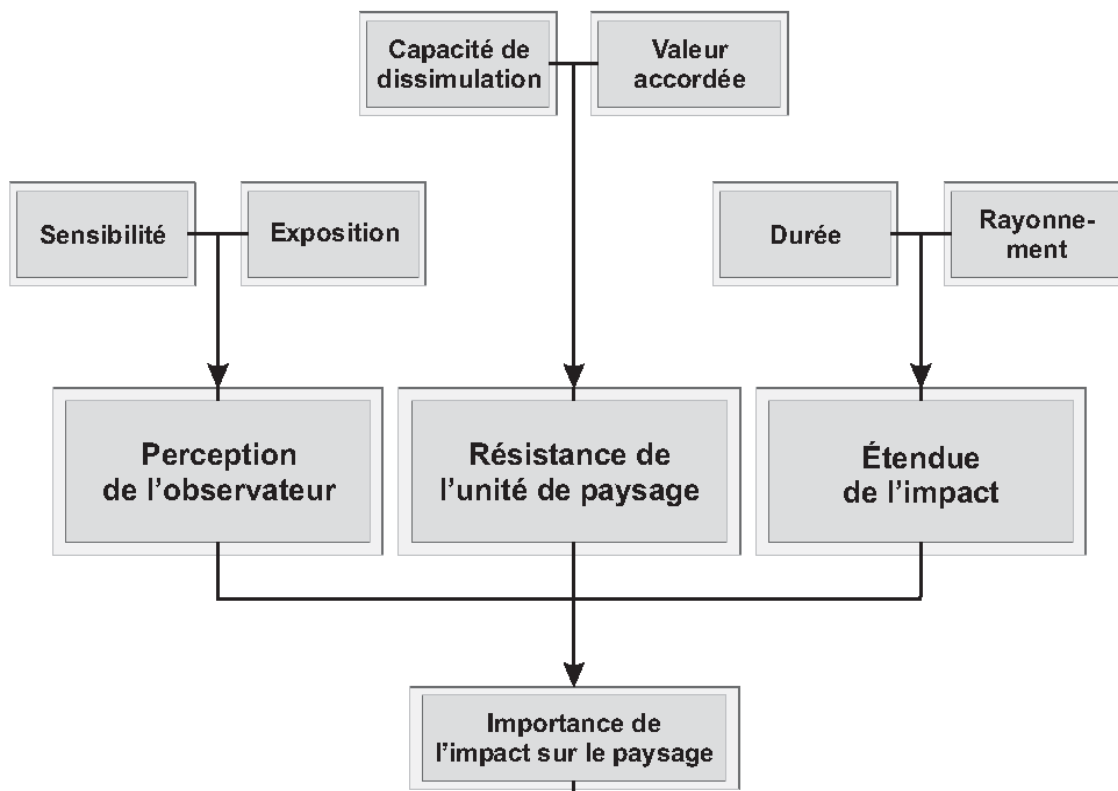 Capacité de
dissimulation
Valeur
accordée
Sensibilité
Exposition
Durée
Rayonne-
ment
Perception
de l'observateur
Résistance de
l'unité de paysage
Étendue
de l'impact
Importance de
l'impact sur le paysage